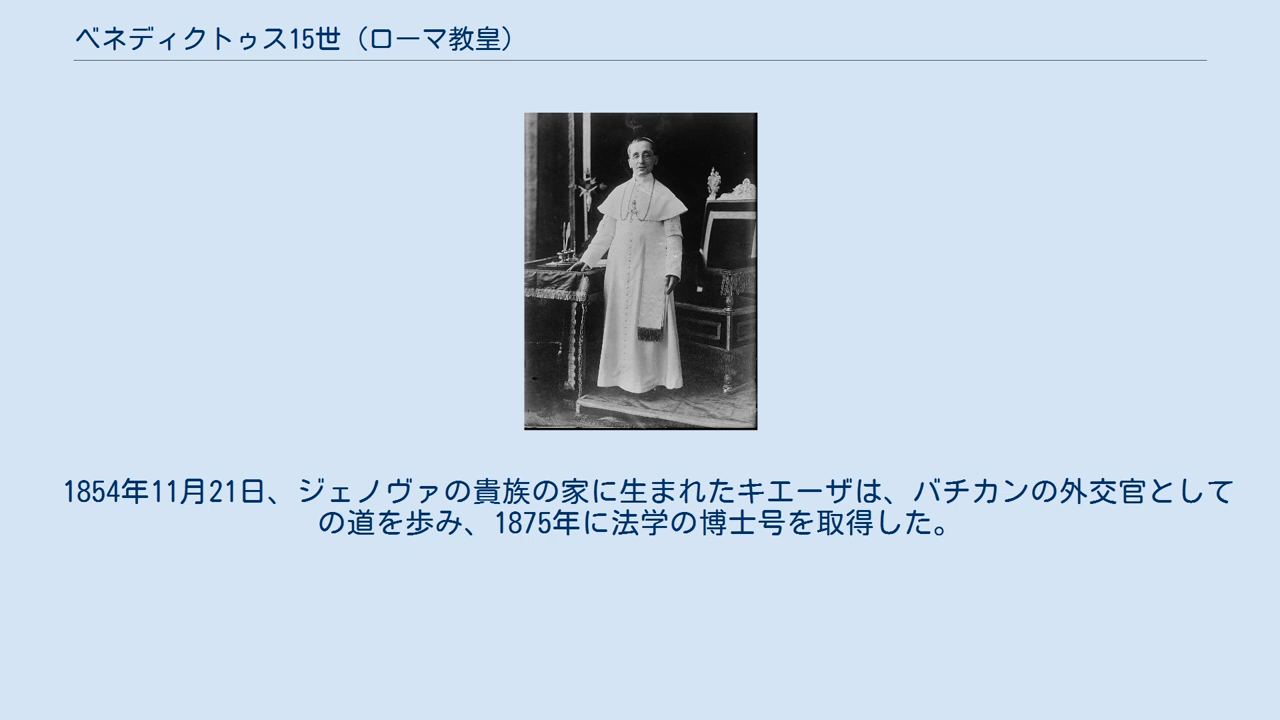 ベネディクトゥス15世（ローマ教皇）
1854年11月21日、ジェノヴァの貴族の家に生まれたキエーザは、バチカンの外交官として
の道を歩み、1875年に法学の博士号を取得した。